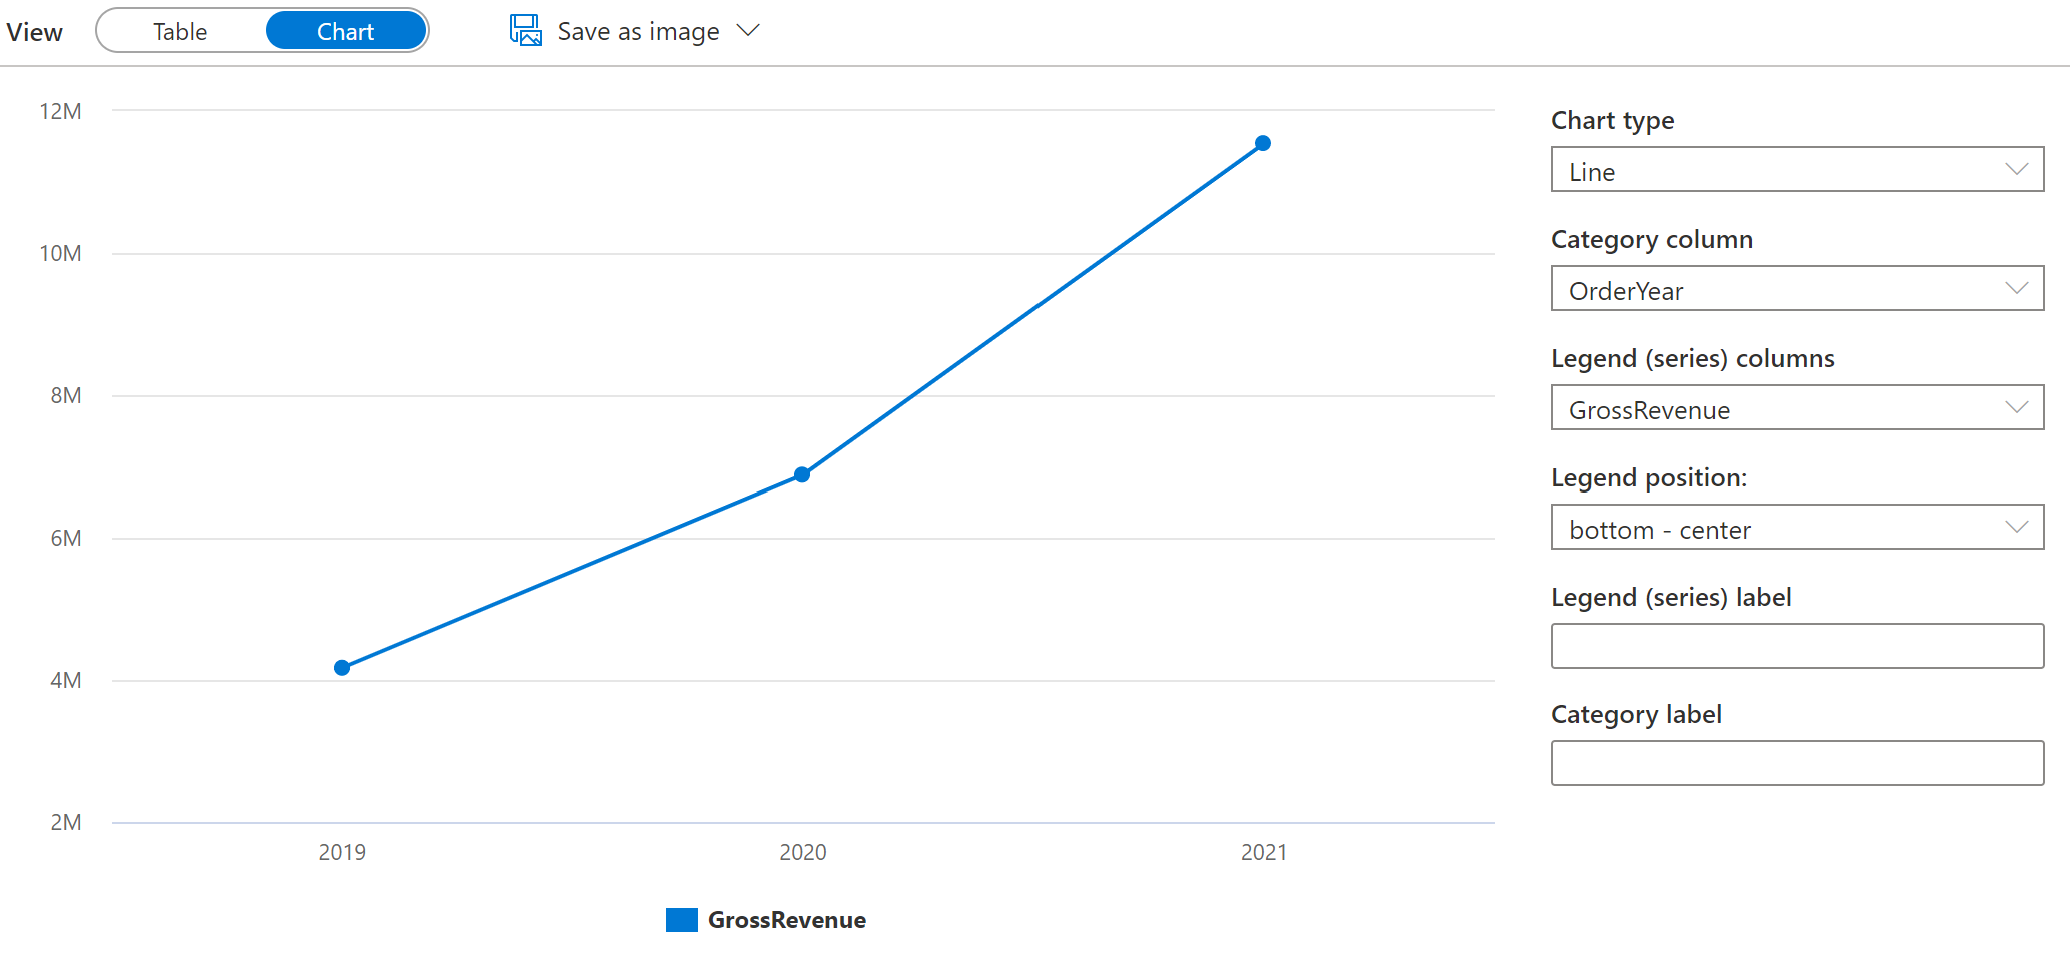 View
Table
Chart
Save as image
12M
10M
8M
6M
4M
2M
2019
2020
2021
GrossRevenue
Chart type
Line
Category column
OrderYear
Legend (series) columns
GrossRevenue
Legend position:
bottom - center
Legend (series) label
Category label